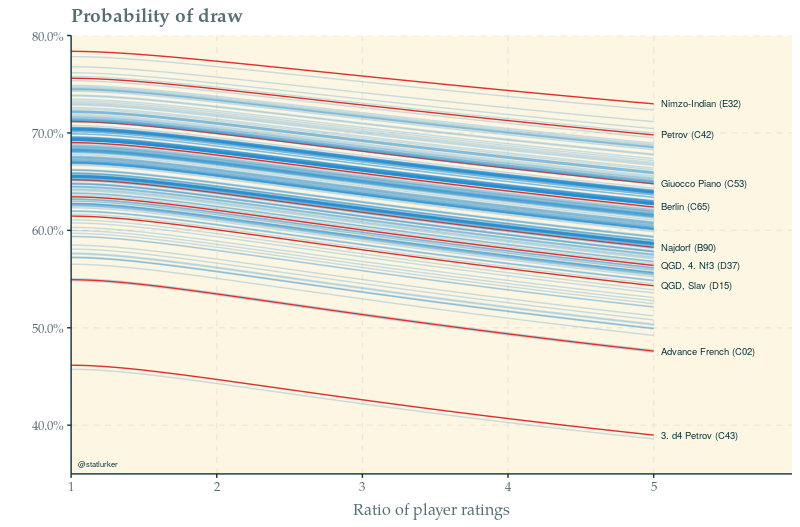 Probability of draw
80.0%
70.0%
60.0%
50.0%
40.0%
Nimzo-Indian (E32)
Petrov (C42)
Giuocco Piano (C53)
Berlin (C65)
Najdorf (B90)
QGD, 4. Nf3 (D37)
QGD, Slav (D15)
Advance French (C02)
3. d4 Petrov (C43)
@statlurker
1 2 3 4 5
Ratio of player ratings